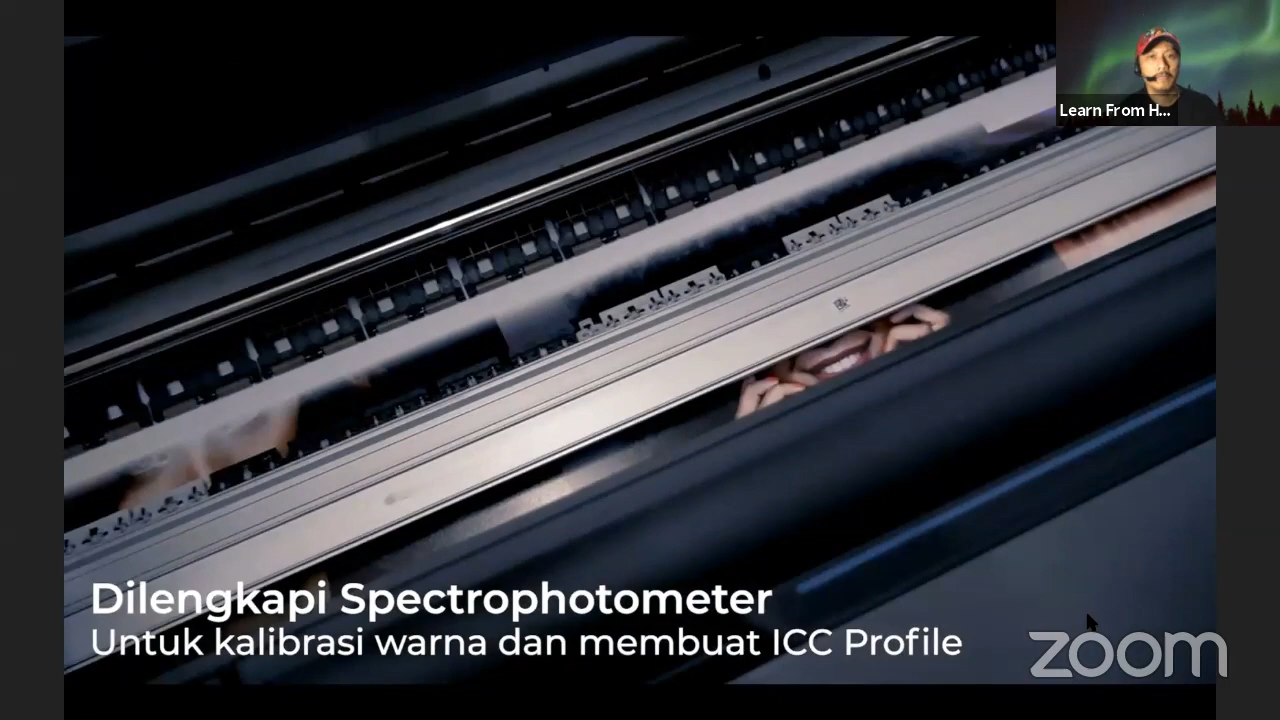 Learn From H...
Dilengkapi Spectrophotometer
Untuk kalibrasi warna dan membuat ICC Profile
zoom